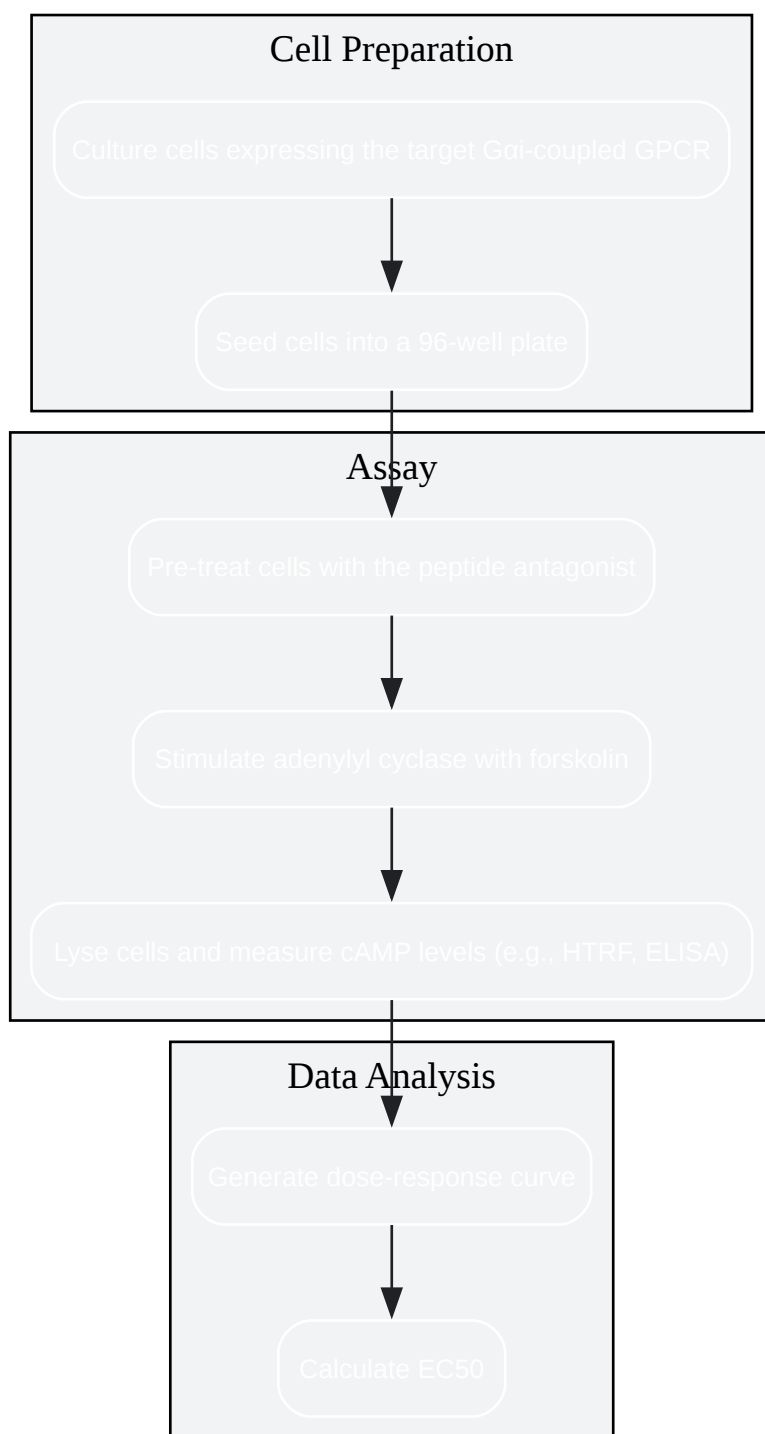 Cell Preparation
Culture cells expressing the target Gαi-coupled GPCR
Seed cells into a 96-well plate
Assay
Pre-treat cells with the peptide antagonist
Stimulate adenylyl cyclase with forskolin
Lyse cells and measure cAMP levels (e.g., HTRF, ELISA)
Data Analysis
Generate dose-response curve
Calculate EC50